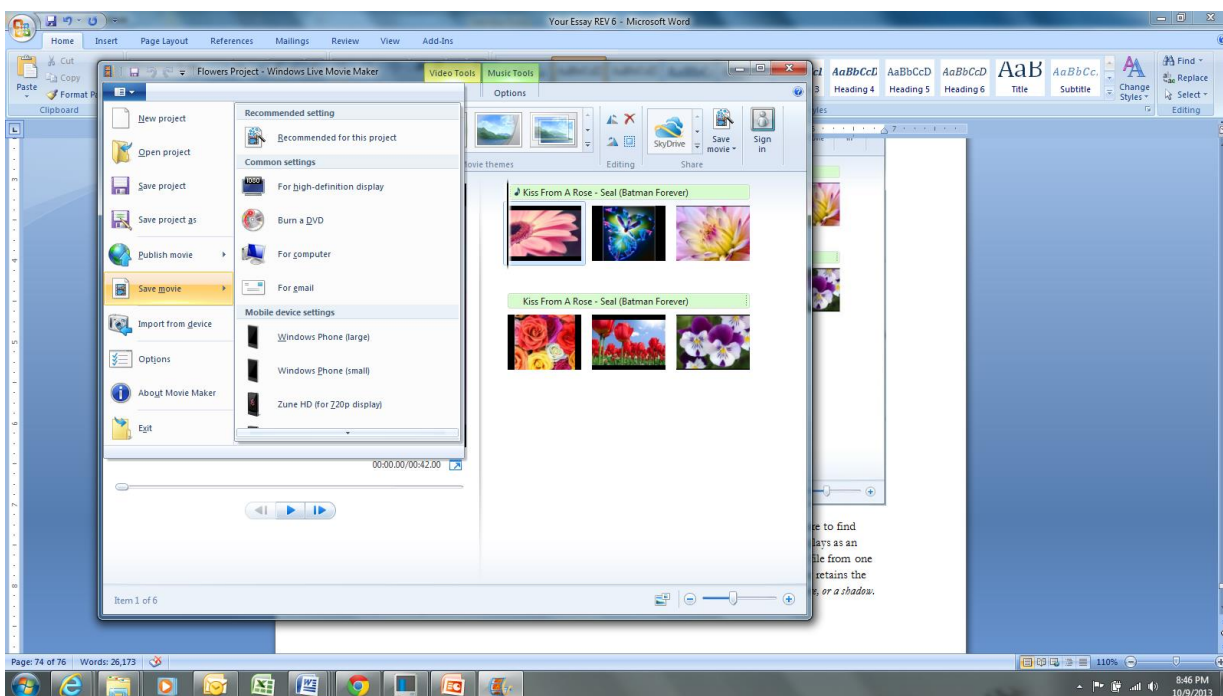 Your Essay REV 6 - Microsoft Word
Home Insert Page Layout References Mailings Review View Add-Ins
Cut
Copy
Paste
Format
Clipboard
AaBbCcD AaBbCcD AaBbCcD AaB AaBbCc.
Heading 4 Heading 5 Heading 6 Title Subtitle
Change Styles
Find
Replace
Select
Editing
Flowers Project - Windows Live Movie Maker
Video Tools Music Tools
Options
New project
Open project
Save project
Save project as
Publish movie
Save movie
Import from device
Options
About Movie Maker
Exit
Recommended setting
Recommended for this project
Common settings
For high-definition display
1080
Burn a DVD
For computer
For email
Mobile device settings
Windows Phone (large)
Windows Phone (small)
Zune HD (for 720p display)
themes
Editing
SkyDrive
Save movie
Share
Sign in
Kiss From A Rose - Seal (Batman Forever)
Kiss From A Rose - Seal (Batman Forever)
00:00.00/00:42.00
Item 1 of 6
to find
as an
file from one
retains the
or a shadow.
Page: 74 of 76 Words: 26,173
110%
8:46 PM